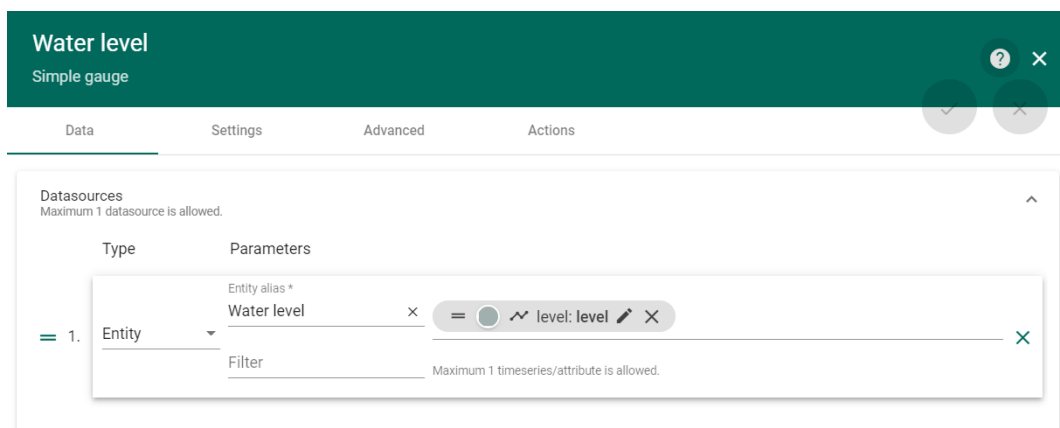 Water level
Simple gauge
Data Settings Advanced Actions
Datasources
Maximum 1 datasource is allowed.
Type Parameters
Entity alias *
Water level
level: level
1. Entity
Filter
Maximum 1 timeseries/attribute is allowed.